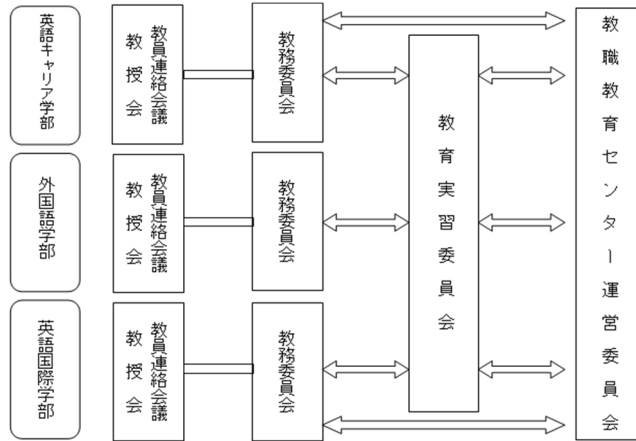 英語キャリア学部
教員連絡会議
教授会
教務委員会
外国語学部
教員連絡会議
教授会
教務委員会
英語国際学部
教員連絡会議
教授会
教務委員会
教育実習委員会
教職教育センター運営委員会